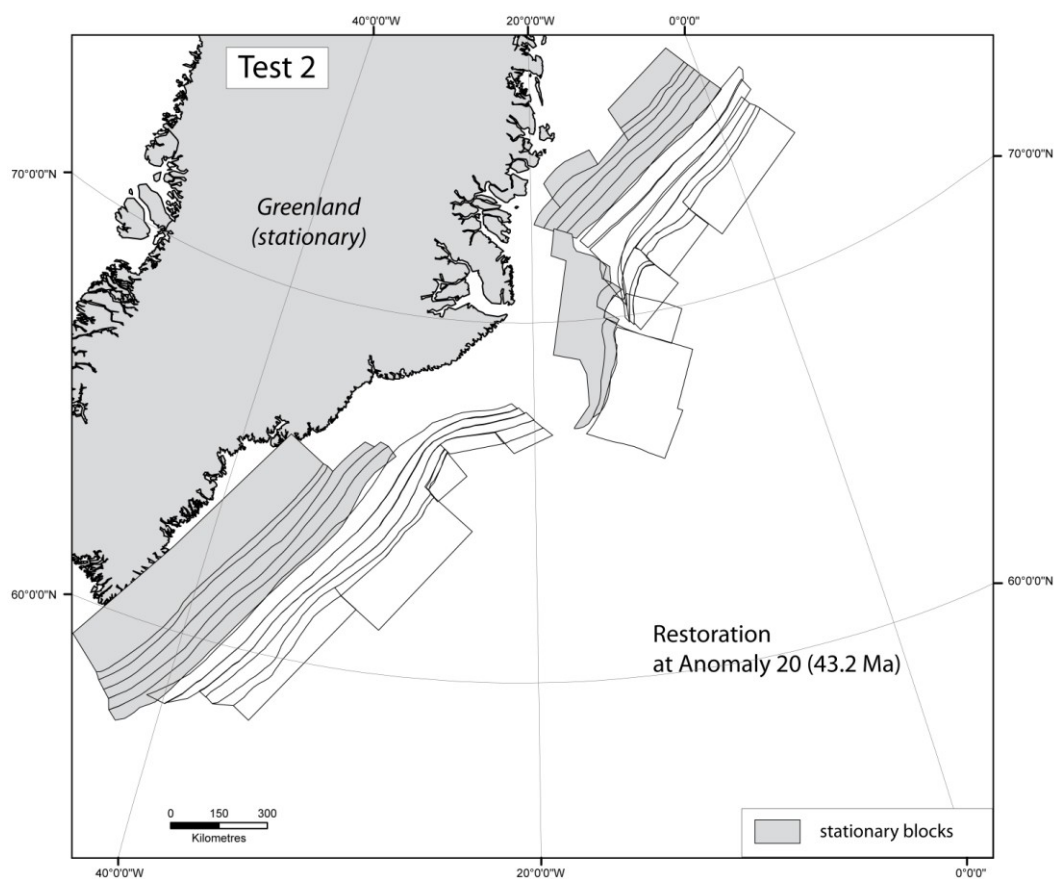 40°0'0"W 20°0'0"W 0°0'0"
Test 2
70°0'0"N 70°0'0"N
Greenland
(stationary)
60°0'0"N 60°0'0"N
Restoration
at Anomaly 20 (43.2 Ma)
0 150 300
Kilometres
stationary blocks
40°0'0"W 20°0'0"W 0°0'0"